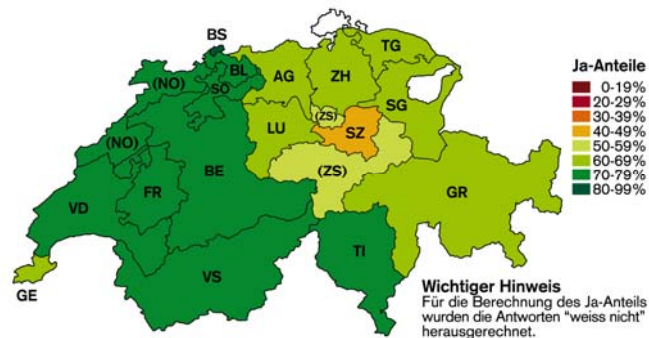 BS
TG
(NO)
BL
AG
ZH
SO
SG
(ZS)
SZ
LU
(NO)
BE
(ZS)
FR
VD
GR
TI
VS
GE
Ja-Anteile
0-19%
20-29%
30-39%
40-49%
50-59%
60-69%
70-79%
80-99%
Wichtiger Hinweis
Für die Berechnung des Ja-Anteils
wurden die Antworten “weiss nicht”
herausgerechnet.